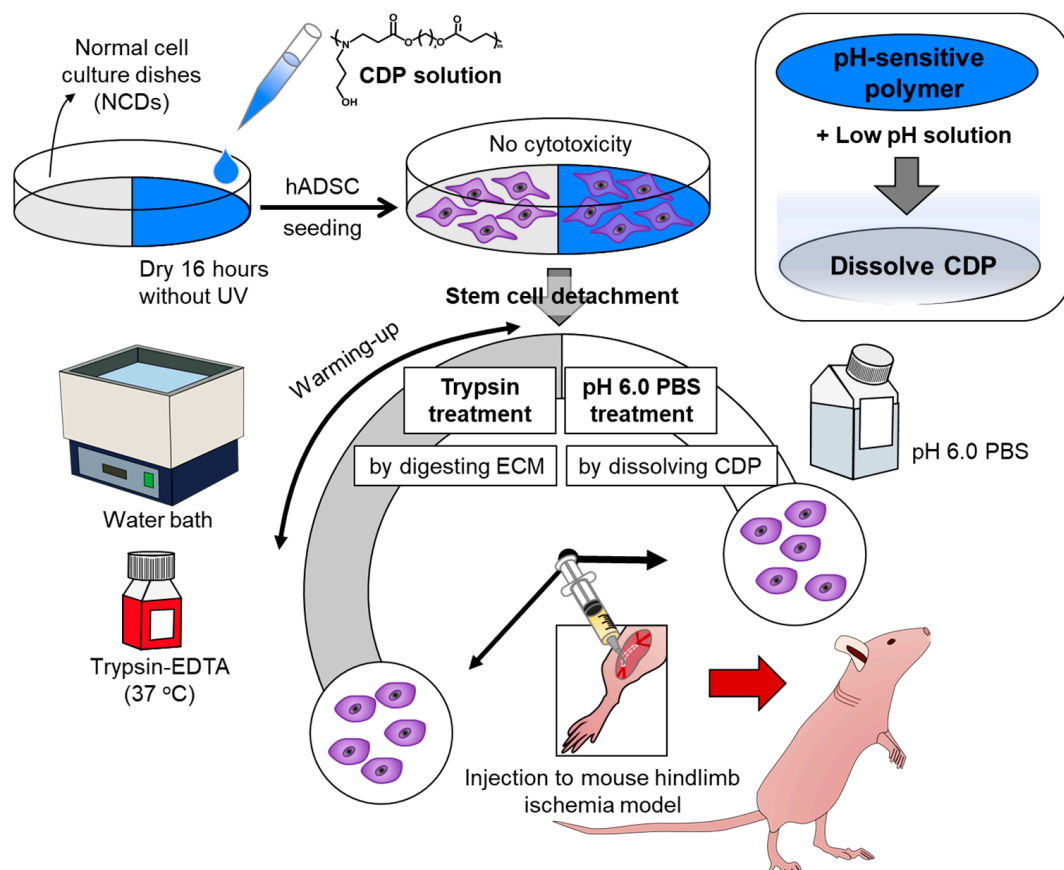 Normal cell
culture dishes
(NCDs)
N
O
O
O
O
4
m
OH
CDP solution
pH-sensitive
polymer
+ Low pH solution
Dissolve CDP
No cytotoxicity
hADSC
seeding
Dry 16 hours
without UV
Stem cell detachment
Warming-up
Trypsin
treatment
pH 6.0 PBS
treatment
by digesting ECM
by dissolving CDP
pH 6.0 PBS
Water bath
Trypsin-EDTA
(37 °C)
Injection to mouse hindlimb
ischemia model